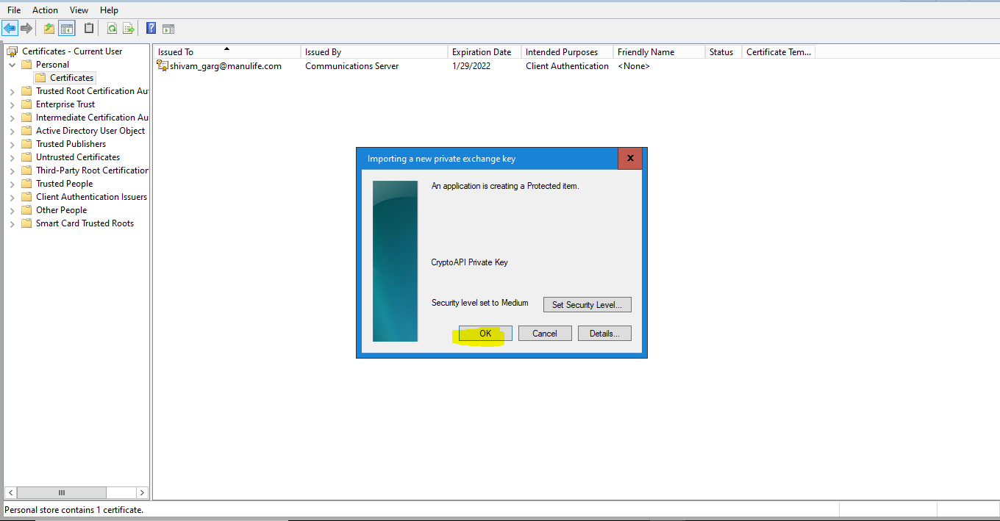 File Action View Help
Certificates - Current User
Personal
Certificates
Trusted Root Certification Au
Enterprise Trust
Intermediate Certification Au
Active Directory User Object
Trusted Publishers
Untrusted Certificates
Third-Party Root Certification
Trusted People
Client Authentication Issuers
Other People
Smart Card Trusted Roots
Issued To Issued By Expiration Date Intended Purposes Friendly Name Status Certificate Tem...
shivam_garg@manulife.com Communications Server 1/29/2022 Client Authentication <None>
Importing a new private exchange key
An application is creating a Protected item.
CryptoAPI Private Key
Security level set to Medium Set Security Level...
OK Cancel Details...
Personal store contains 1 certificate.